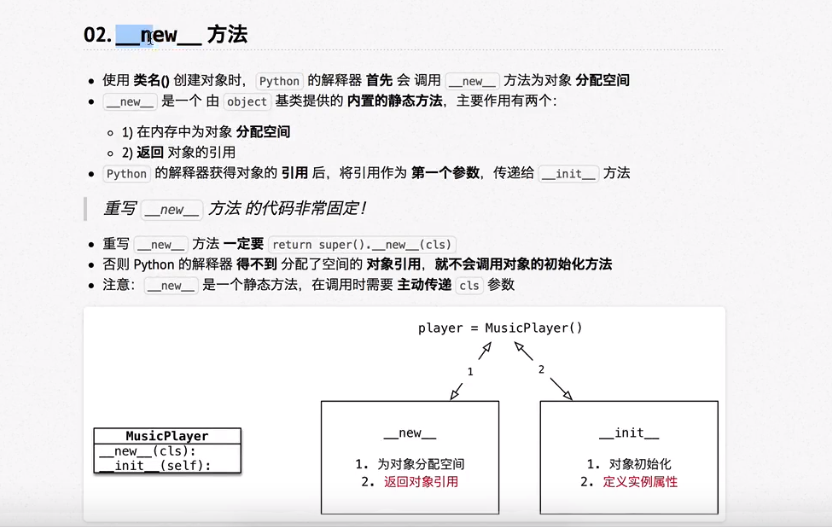 02. __new__ 方法
使用 类名() 创建对象时, Python 的解释器 首先 会 调用 __new__ 方法为对象 分配空间
__new__ 是一个 由 object 基类提供的 内置的静态方法，主要作用有两个：
1) 在内存中为对象 分配空间
2) 返回 对象的引用
Python 的解释器获得对象的 引用 后，将引用作为 第一个参数，传递给 __init__ 方法
重写 __new__ 方法 的代码非常固定！
重写 __new__ 方法 一定要 return super().__new__(cls)
否则 Python 的解释器 得不到 分配了空间的 对象引用，就不会调用对象的初始化方法
注意： __new__ 是一个静态方法，在调用时需要 主动传递 cls 参数
player = MusicPlayer()
1
2
MusicPlayer
__new__(cls):
__init__(self):
__new__
1. 为对象分配空间
2. 返回对象引用
__init__
1. 对象初始化
2. 定义实例属性